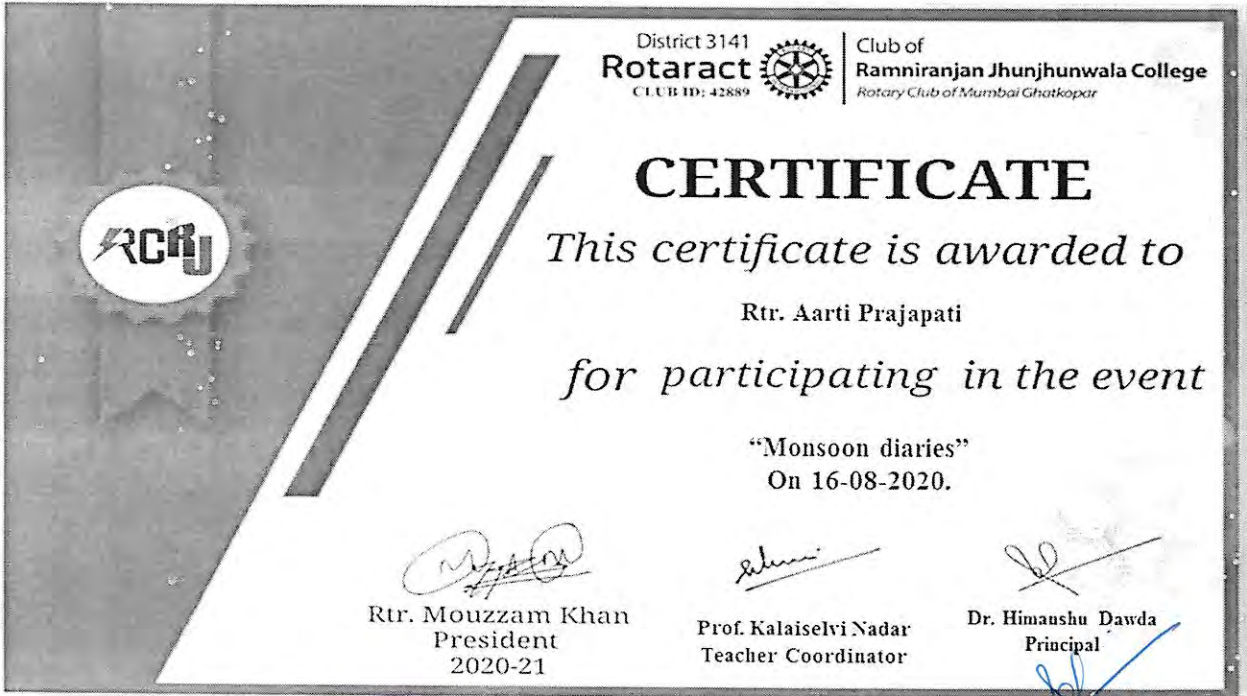 District 3141
Rotaract
CLUB ID: 42889
Club of
Ramniranjan Jhunjhunwala College
Rotary Club of Mumbai Ghatkopar
RCRJ
CERTIFICATE
This certificate is awarded to
Rtr. Aarti Prajapati
for participating in the event
“Monsoon diaries”
On 16-08-2020.
Rtr. Mouzzam Khan
President
2020-21
Prof. Kalaiselvi Nadar
Teacher Coordinator
Dr. Himanshu Dawda
Principal